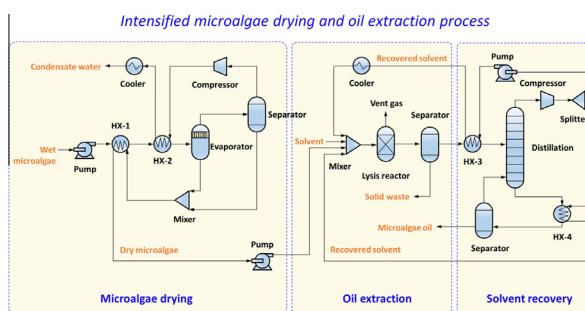 Intensified microalgae drying and oil extraction process
Condensate water
Cooler
Compressor
Separator
HX-1
HX-2
Evaporator
Wet
microalgae
Pump
Mixer
Dry microalgae
Pump
Microalgae drying
Recovered solvent
Cooler
Vent gas
Separator
Solvent
Mixer
Lysis reactor
Solid waste
Microalgae oil
Recovered solvent
Oil extraction
Pump
Compressor
Splitte
HX-3
Distillation
Separator
HX-4
Solvent recovery